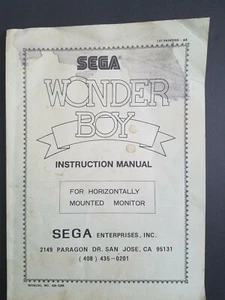 SEGA
WONDER
BOY
INSTRUCTION MANUAL
FOR HORIZONTALLY
MOUNTED MONITOR
SEGA ENTERPRISES, INC.
2149 PARAGON DR. SAN JOSE, CA 95131
(408) 435-0201